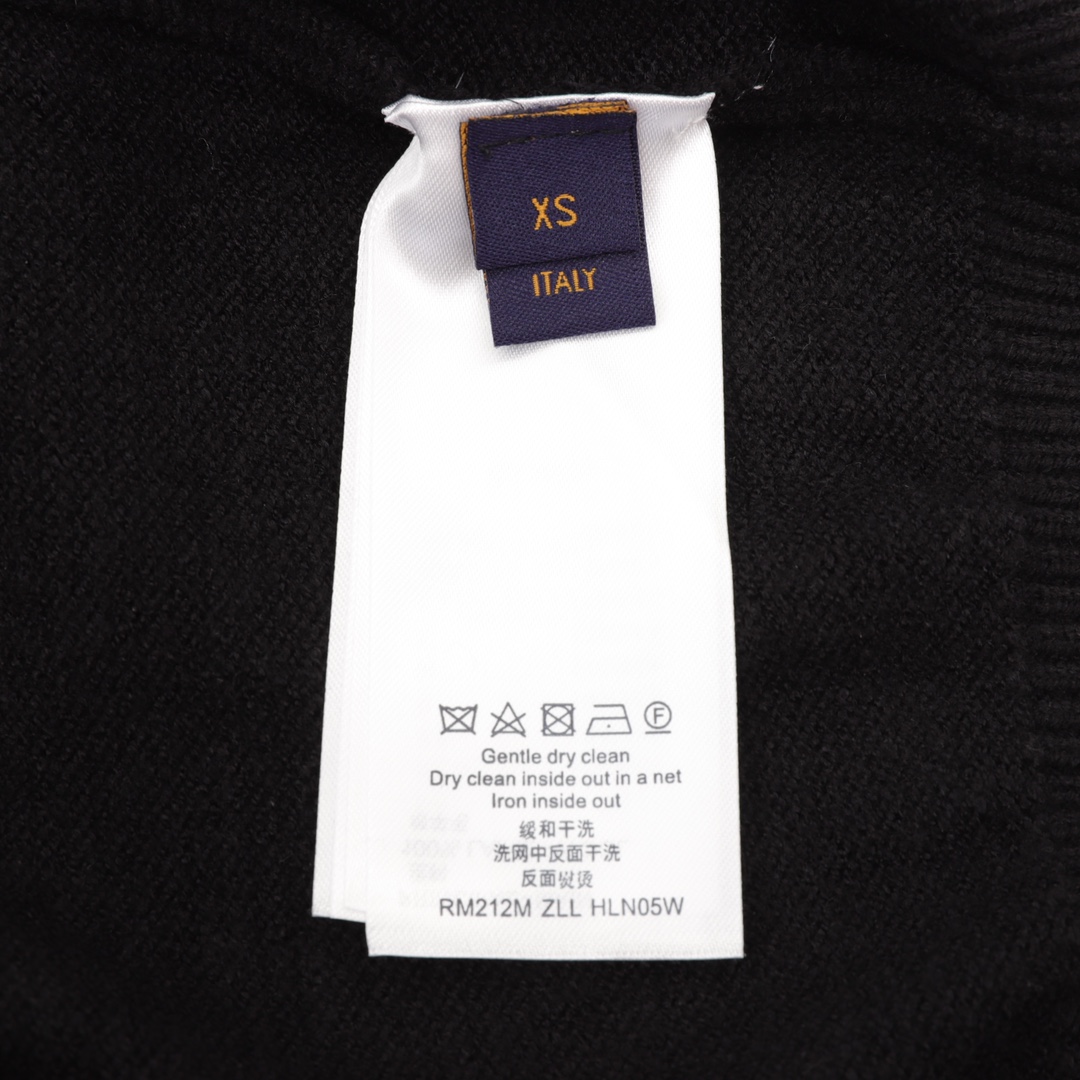 XS
ITALY
F
Gentle dry clean
Dry clean inside out in a net
Iron inside out
缓和干洗
洗网中反面干洗
反面熨烫
RM212M ZLL HLN05W